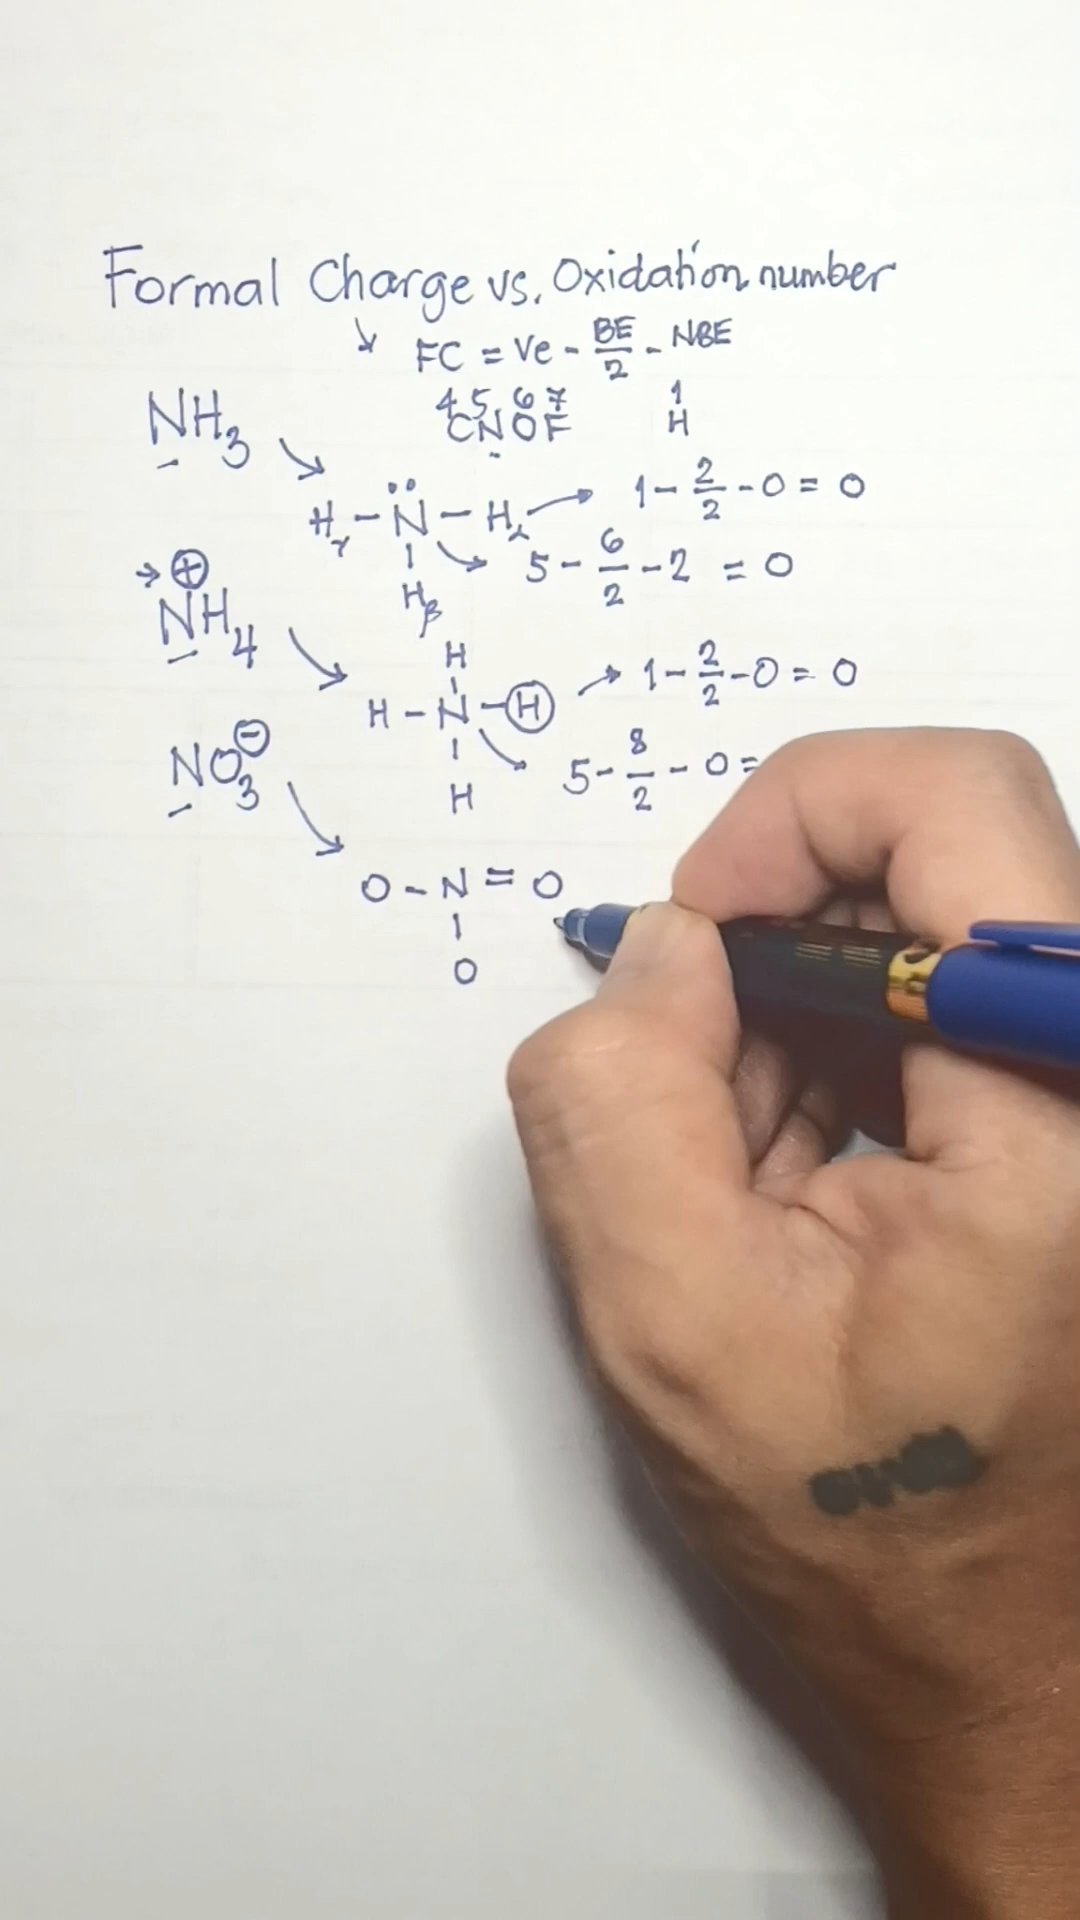 Formal Charge vs. Oxidation number
FC = Ve - BE/2 - NBE
4 5 6 7 1
C N O F H
NH3
H - N - H 1 - 2/2 - 0 = 0
5 - 6/2 - 2 = 0
H
⊕
NH4
H
H - N - H 1 - 2/2 - 0 = 0
5 - 8/2 - 0 =
H
NO3⊖
O - N = O
O